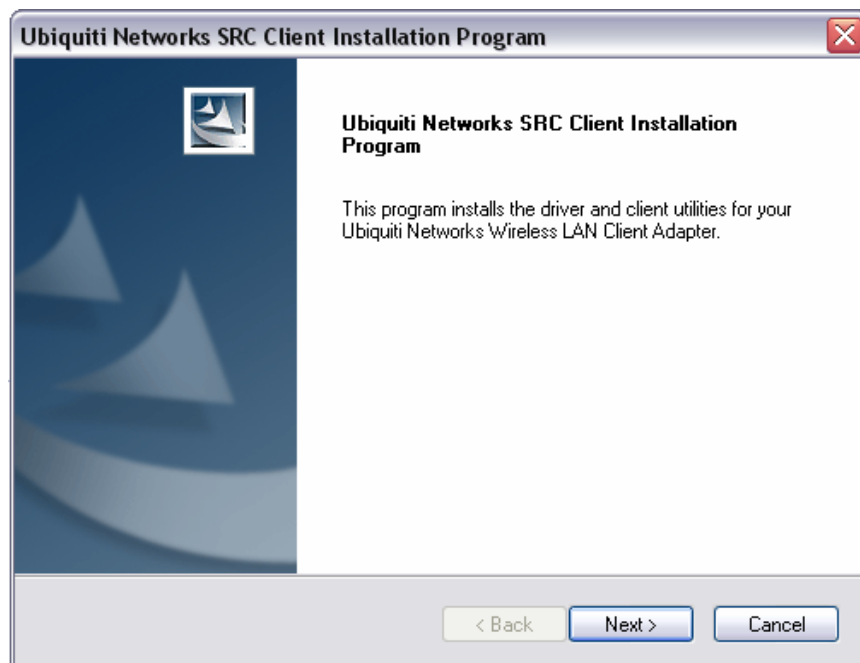 Ubiquiti Networks SRC Client Installation Program
Ubiquiti Networks SRC Client Installation
Program
This program installs the driver and client utilities for your
Ubiquiti Networks Wireless LAN Client Adapter.
< Back
Next >
Cancel